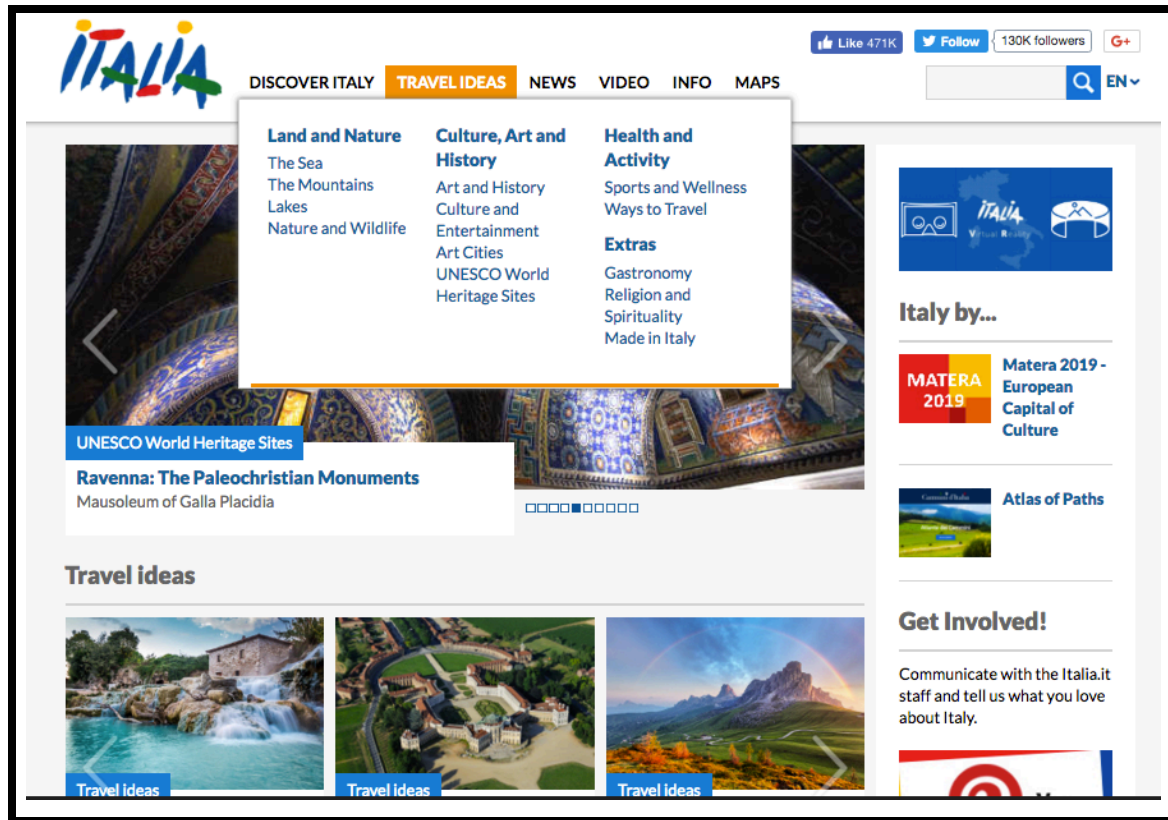 ITALIA
Like 471K
Follow
130K followers
G+
DISCOVER ITALY
TRAVEL IDEAS
NEWS
VIDEO
INFO
MAPS
EN
Land and Nature
The Sea
The Mountains
Lakes
Nature and Wildlife
Culture, Art and
History
Art and History
Culture and
Entertainment
Art Cities
UNESCO World
Heritage Sites
Health and
Activity
Sports and Wellness
Ways to Travel
Extras
Gastronomy
Religion and
Spirituality
Made in Italy
UNESCO World Heritage Sites
Ravenna: The Paleochristian Monuments
Mausoleum of Galla Placidia
Travel ideas
Travel ideas
Travel ideas
Travel ideas
ITALIA
Virtual Reality
Italy by...
MATERA
2019
Matera 2019 -
European
Capital of
Culture
Atlas of Paths
Get Involved!
Communicate with the Italia.it
staff and tell us what you love
about Italy.